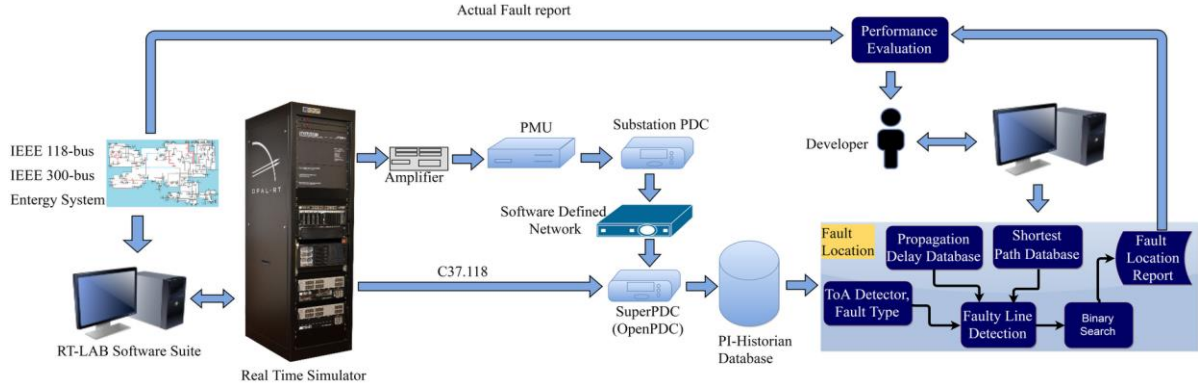 Actual Fault report
Performance
Evaluation
IEEE 118-bus
IEEE 300-bus
Entergy System
OPAL-RT
Amplifier
PMU
Substation PDC
Developer
Software Defined
Network
C37.118
SuperPDC
(OpenPDC)
PI-Historian
Database
RT-LAB Software Suite
Real Time Simulator
Fault
Location
Propagation
Delay Database
Shortest
Path Database
Fault
Location
Report
ToA Detector,
Fault Type
Faulty Line
Detection
Binary
Search